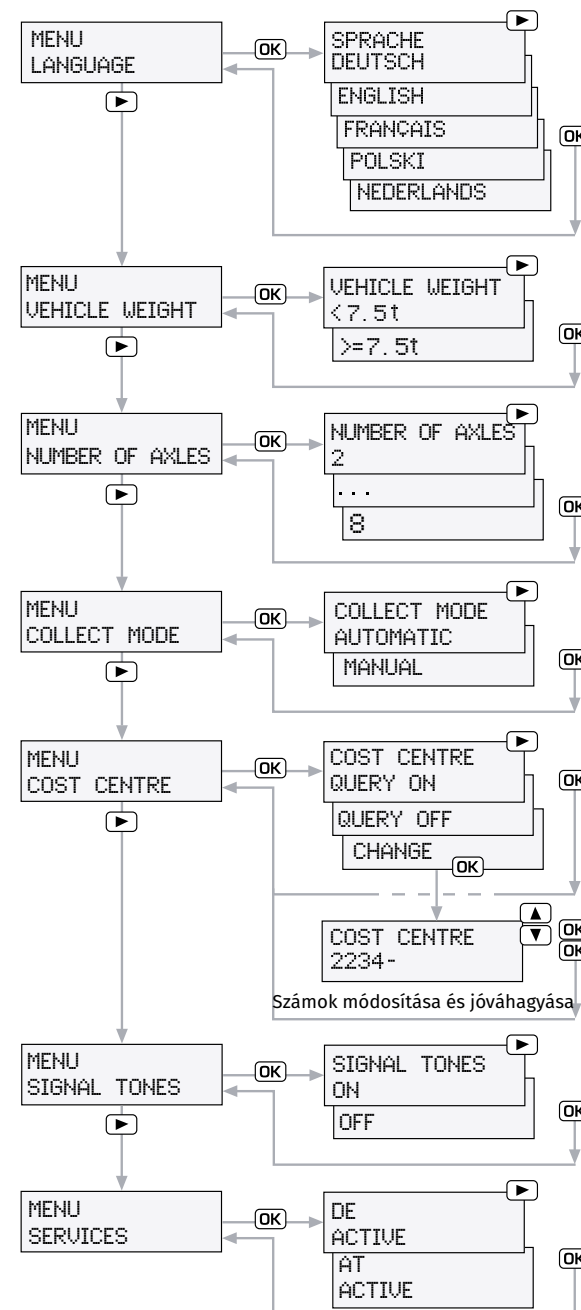 MENU
LANGUAGE
OK
SPRACHE
DEUTSCH
ENGLISH
FRANÇAIS
POLSKI
NEDERLANDS
OK
MENU
VEHICLE WEIGHT
OK
VEHICLE WEIGHT
<7.5t
>=7.5t
OK
MENU
NUMBER OF AXLES
OK
NUMBER OF AXLES
2
...
8
OK
MENU
COLLECT MODE
OK
COLLECT MODE
AUTOMATIC
MANUAL
OK
MENU
COST CENTRE
OK
COST CENTRE
QUERY ON
QUERY OFF
CHANGE
OK
OK
COST CENTRE
2234-
OK
OK
Számok módosítása és jóváhagyása
MENU
SIGNAL TONES
OK
SIGNAL TONES
ON
OFF
OK
MENU
SERVICES
OK
DE
ACTIVE
AT
ACTIVE
OK